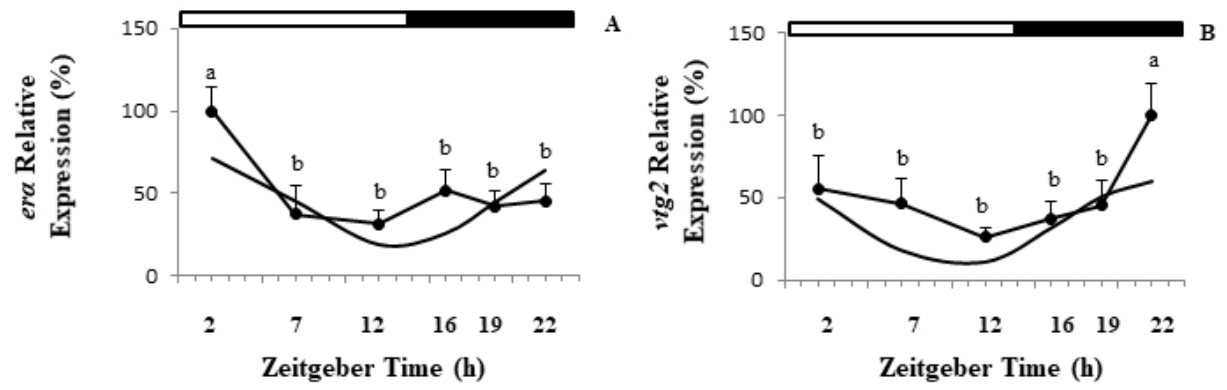 A
erα Relative
Expression (%)
150
100
50
0
a
b
b
b
b
b
2 7 12 16 19 22
Zeitgeber Time (h)
B
vtg2 Relative
Expression (%)
150
100
50
0
b
b
b
b
b
a
2 7 12 16 19 22
Zeitgeber Time (h)